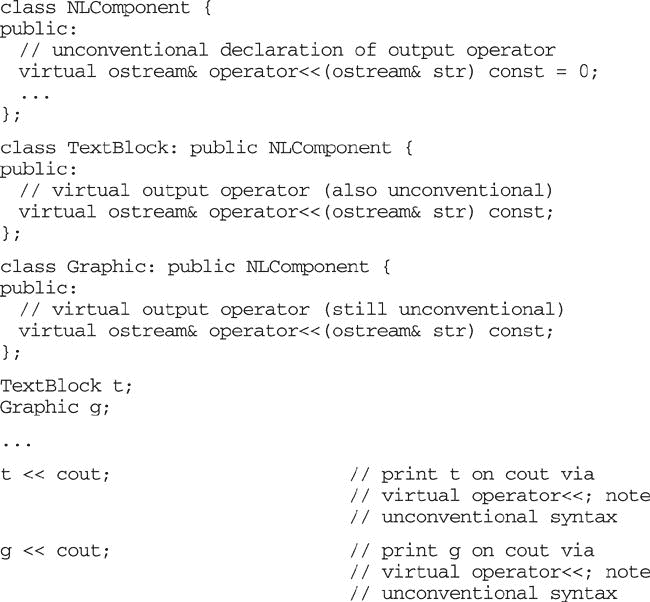 class NLComponent {
public:
  // unconventional declaration of output operator
  virtual ostream& operator<<(ostream& str) const = 0;
  ...
};
class TextBlock: public NLComponent {
public:
  // virtual output operator (also unconventional)
  virtual ostream& operator<<(ostream& str) const;
};
class Graphic: public NLComponent {
public:
  // virtual output operator (still unconventional)
  virtual ostream& operator<<(ostream& str) const;
};
TextBlock t;
Graphic g;
...
t << cout;                      // print t on cout via
                                // virtual operator<<; note
                                // unconventional syntax
g << cout;                      // print g on cout via
                                // virtual operator<<; note
                                // unconventional syntax